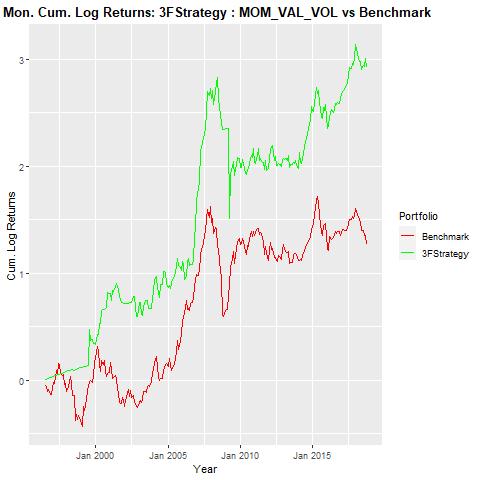 Mon. Cum. Log Returns: 3FStrategy : MOM_VAL_VOL vs Benchmark
3
2
1
0
Cum. Log Returns
Jan 2000 Jan 2005 Jan 2010 Jan 2015
Year
Portfolio
Benchmark
3FStrategy